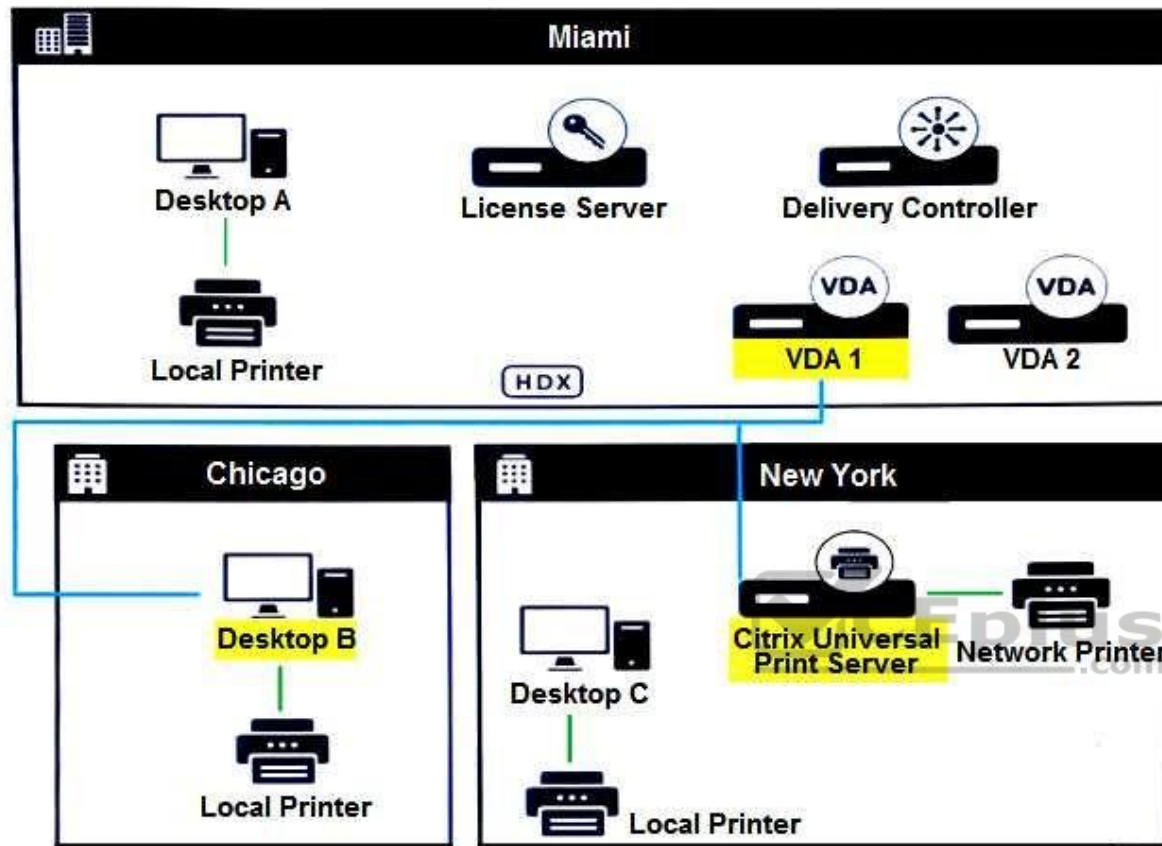 Miami
Desktop A
License Server
Delivery Controller
Local Printer
VDA
VDA
VDA 1
VDA 2
HDX
Chicago
New York
Desktop B
Desktop C
Citrix Universal
Print Server
Network Printer
Local Printer
Local Printer